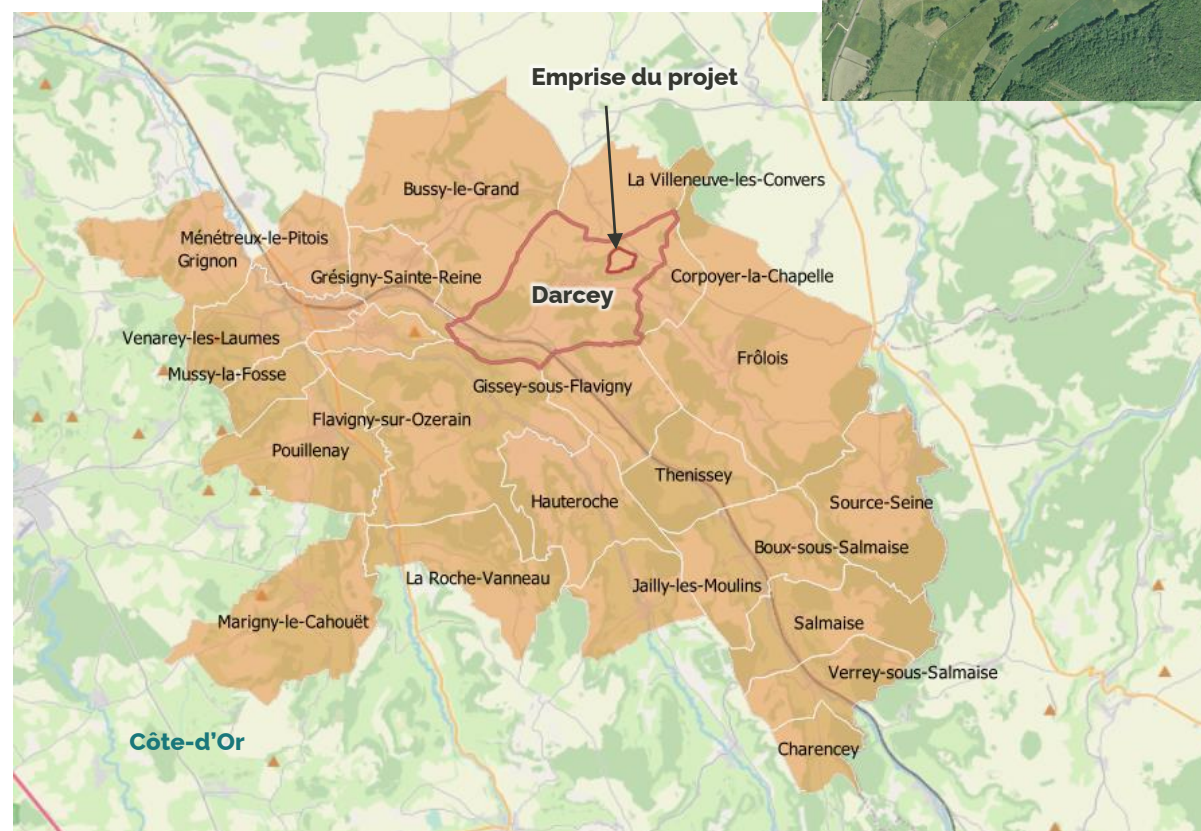 Emprise du projet
La Villeneuve-les-Convers
Bussy-le-Grand
Ménétreux-le-Pitois
Grignon
Grésigny-Sainte-Reine
Corpoyer-la-Chapelle
Darcey
Venarey-les-Laumes
Frôlois
Mussy-la-Fosse
Gissey-sous-Flavigny
Flavigny-sur-Ozerain
Pouillenay
Thenissey
Hauteroche
Source-Seine
Boux-sous-Salmaise
La Roche-Vanneau
Jailly-les-Moulins
Marigny-le-Cahouët
Salmaise
Verrey-sous-Salmaise
Côte-d'Or
Charencey